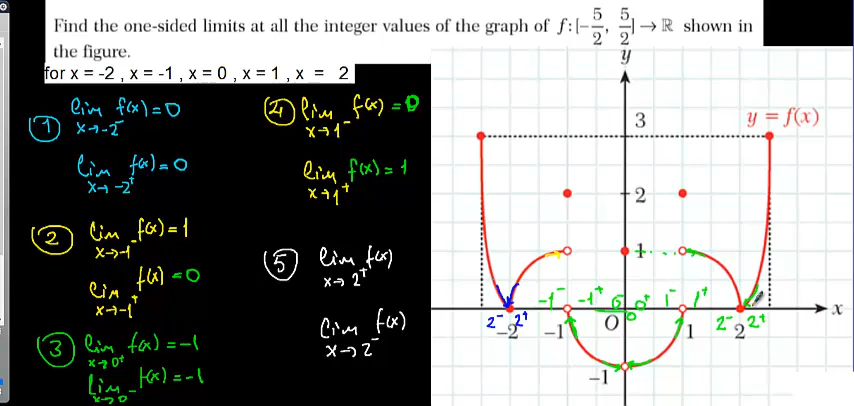 Find the one-sided limits at all the integer values of the graph of f:[-5/2, 5/2] → ℝ shown in
the figure.
for x = -2 , x = -1 , x = 0 , x = 1 , x = 2
① lim f(x) = 0
x→-2⁻
lim f(x) = 0
x→-2⁺
② lim f(x) = 1
x→-1⁻
lim f(x) = 0
x→-1⁺
③ lim f(x) = -1
x→0⁺
lim f(x) = -1
x→0⁻
④ lim f(x) = 0
x→1⁻
lim f(x) = 1
x→1⁺
⑤ lim f(x)
x→2⁺
lim f(x)
x→2⁻
y
3
y = f(x)
2
1
-1⁻ -1⁺ 0⁻ 0⁺ 1⁻ 1⁺
x
2⁻ 2⁺ 2⁻ 2⁺
-2 -1 O 1 2
-1